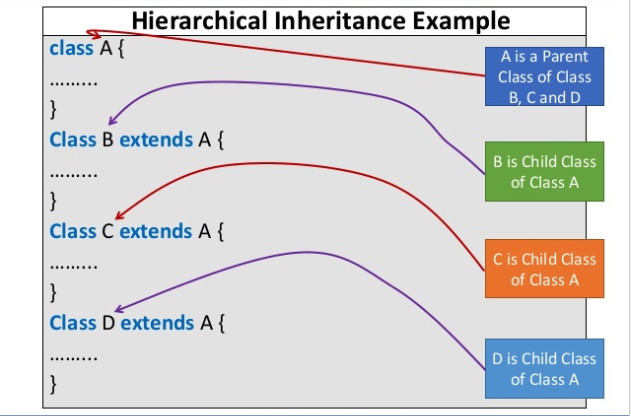 Hierarchical Inheritance Example
class A {
.........
}
Class B extends A {
.........
}
Class C extends A {
.........
}
Class D extends A {
.........
}
A is a Parent
Class of Class
B, C and D
B is Child Class
of Class A
C is Child Class
of Class A
D is Child Class
of Class A